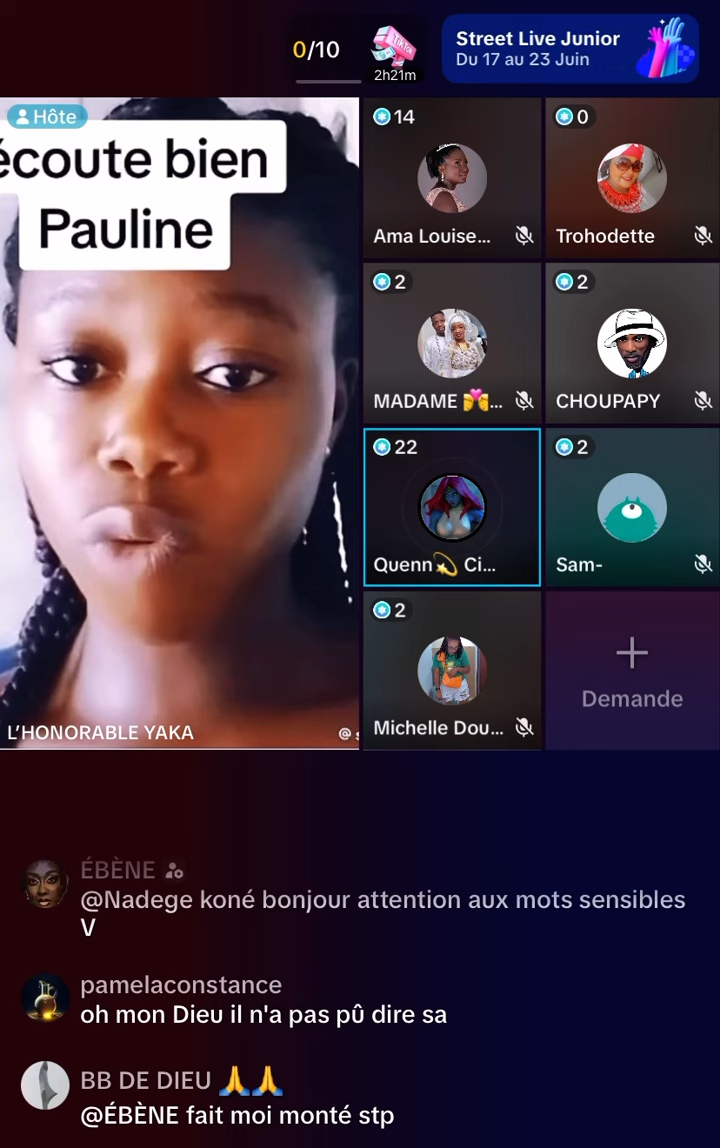 0/10
TIKTOK
2h21m
Street Live Junior
Du 17 au 23 Juin
Hôte
écoute bien
Pauline
L'HONORABLE YAKA
@ s
14
Ama Louise...
0
Trohodette
2
MADAME 💏...
2
CHOUPAPY
22
Quenn💫 Ci...
2
Sam-
2
Michelle Dou...
+
Demande
ÉBÈNE
@Nadege koné bonjour attention aux mots sensibles
V
pamelaconstance
oh mon Dieu il n'a pas pû dire sa
BB DE DIEU 🙏🙏
@ÉBÈNE fait moi monté stp